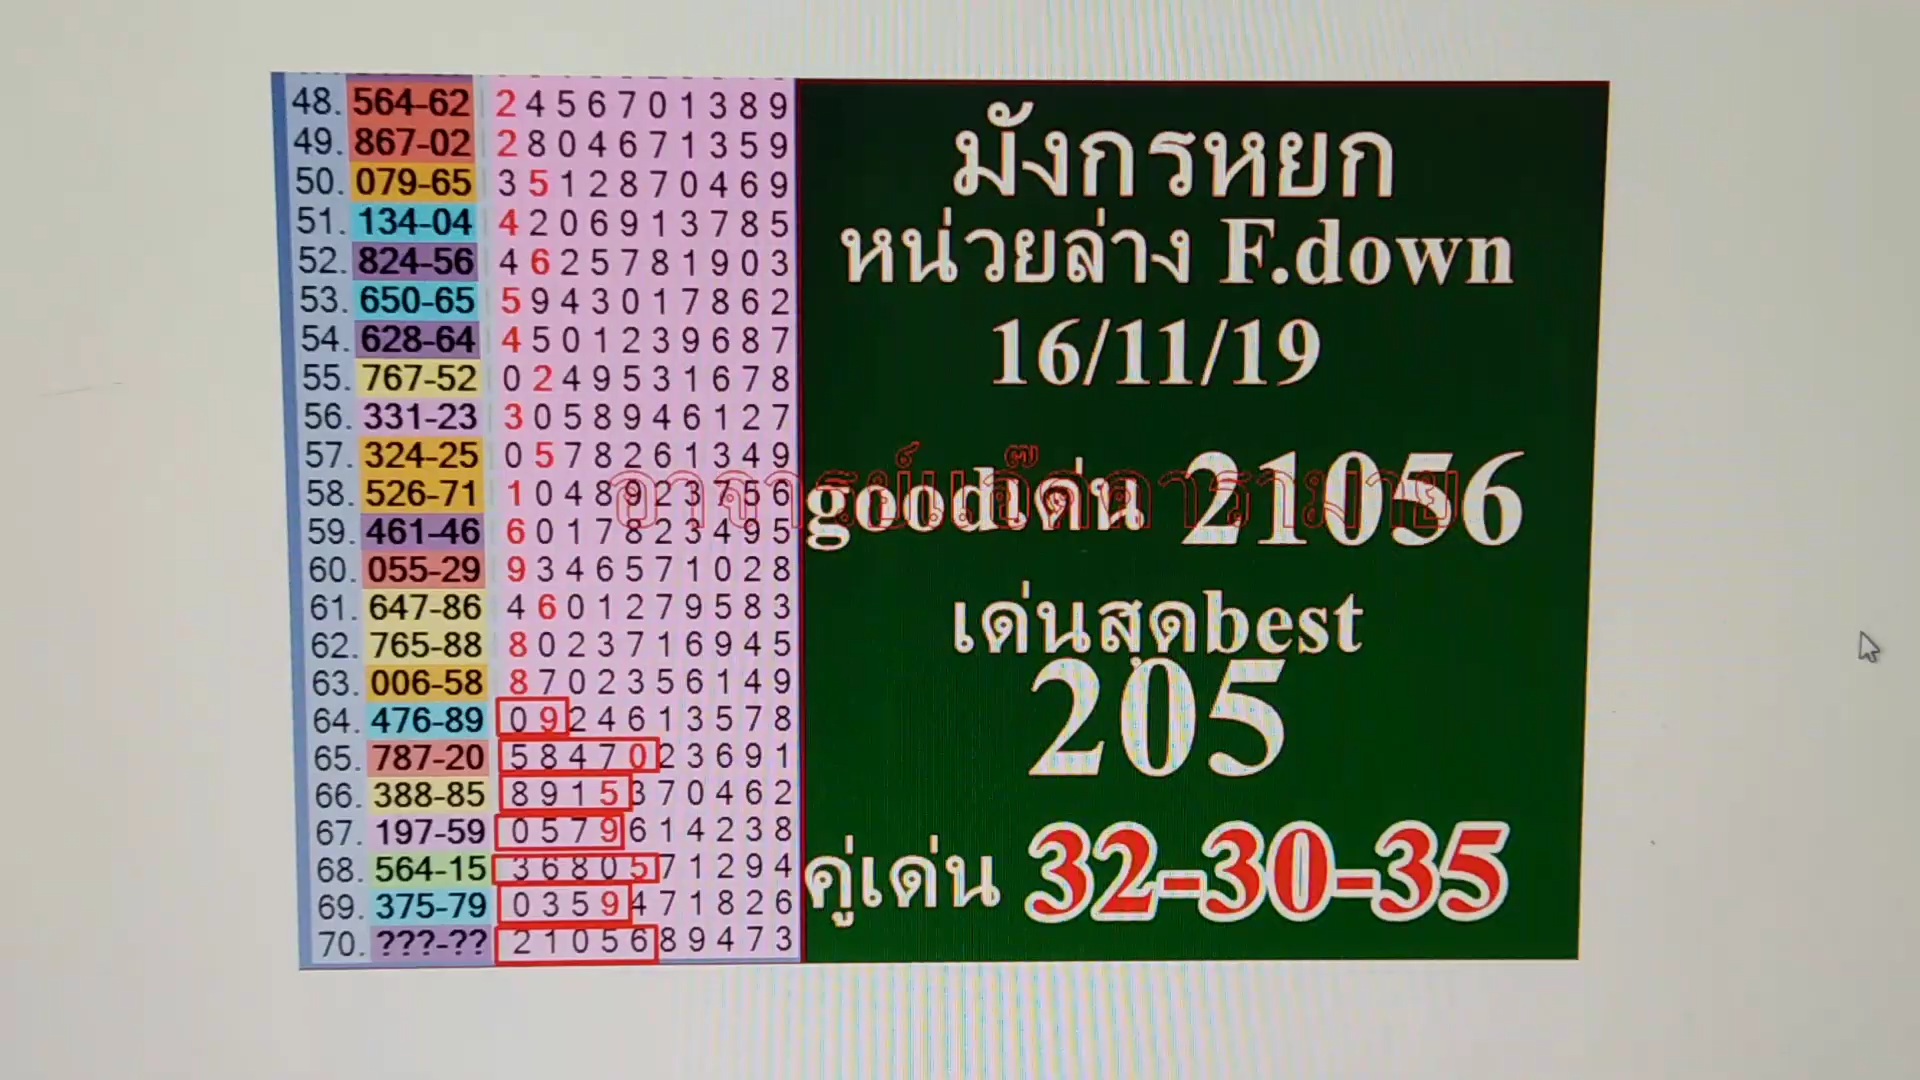 48. 564-62 2 4 5 6 7 0 1 3 8 9
49. 867-02 2 8 0 4 6 7 1 3 5 9
50. 079-65 3 5 1 2 8 7 0 4 6 9
51. 134-04 4 2 0 6 9 1 3 7 8 5
52. 824-56 4 6 2 5 7 8 1 9 0 3
53. 650-65 5 9 4 3 0 1 7 8 6 2
54. 628-64 4 5 0 1 2 3 9 6 8 7
55. 767-52 0 2 4 9 5 3 1 6 7 8
56. 331-23 3 0 5 8 9 4 6 1 2 7
57. 324-25 0 5 7 8 2 6 1 3 4 9
58. 526-71 1 0 4 8 9 2 3 7 5 6
59. 461-46 6 0 1 7 8 2 3 4 9 5
60. 055-29 9 3 4 6 5 7 1 0 2 8
61. 647-86 4 6 0 1 2 7 9 5 8 3
62. 765-88 8 0 2 3 7 1 6 9 4 5
63. 006-58 8 7 0 2 3 5 6 1 4 9
64. 476-89 0 9 2 4 6 1 3 5 7 8
65. 787-20 5 8 4 7 0 2 3 6 9 1
66. 388-85 8 9 1 5 3 7 0 4 6 2
67. 197-59 0 5 7 9 6 1 4 2 3 8
68. 564-15 3 6 8 0 5 7 1 2 9 4
69. 375-79 0 3 5 9 4 7 1 8 2 6
70. ???-?? 2 1 0 5 6 8 9 4 7 3
มังกรหยก
หน่วยล่าง F.down
16/11/19
goodเด่น 21056
เด่นสุดbest
205
คู่เด่น 32-30-35